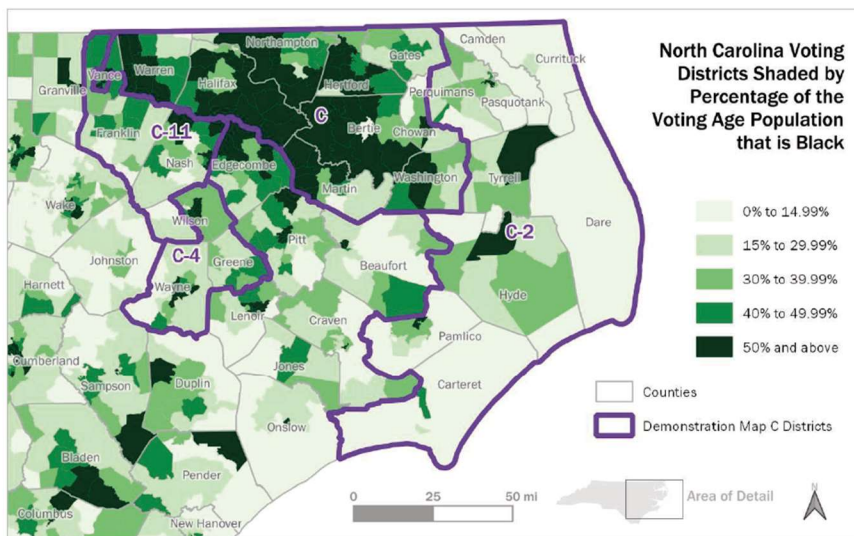 North Carolina Voting
Districts Shaded by
Percentage of the
Voting Age Population
that is Black
0% to 14.99%
15% to 29.99%
30% to 39.99%
40% to 49.99%
50% and above
Counties
Demonstration Map C Districts
0 25 50 mi
Area of Detail
N
Northampton
Camden
Currituck
Gates
Vance
Warren
Halifax
Hertford
Perquimans
Pasquotank
Granville
C
Franklin
C-11
Bertie
Chowan
Nash
Edgecombe
Washington
Tyrrell
Martin
Wake
Wilson
Dare
C-2
Pitt
C-4
Johnston
Greene
Beaufort
Wayne
Hyde
Harnett
Lenoir
Craven
Pamlico
Cumberland
Jones
Sampson
Duplin
Carteret
Onslow
Bladen
Pender
Columbus
New Hanover